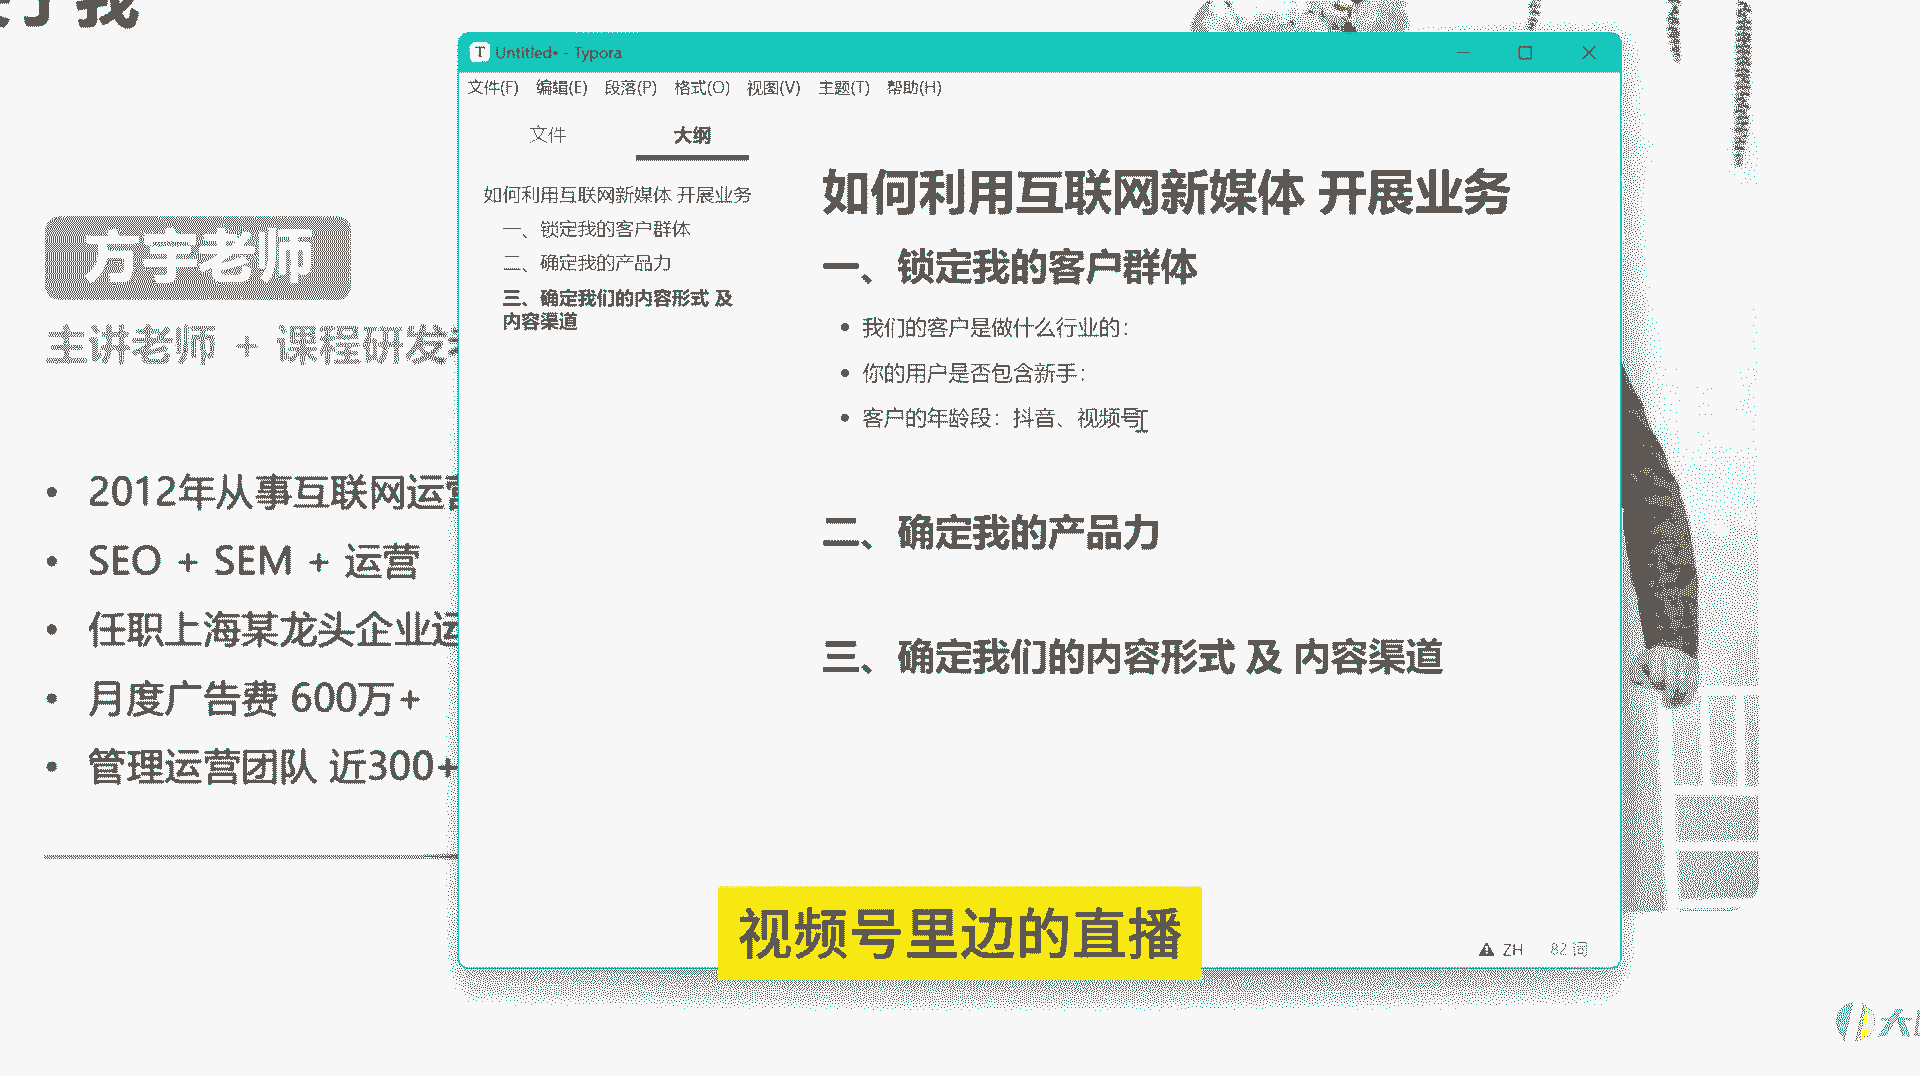 于我
方宇老师
主讲老师 + 课程研发
2012年从事互联网运营
SEO + SEM + 运营
任职上海某龙头企业运
月度广告费 600万+
管理运营团队 近300+
Untitled• - Typora
文件(F) 编辑(E) 段落(P) 格式(O) 视图(V) 主题(T) 帮助(H)
文件 大纲
如何利用互联网新媒体 开展业务
一、锁定我的客户群体
二、确定我的产品力
三、确定我们的内容形式 及
内容渠道
如何利用互联网新媒体 开展业务
一、锁定我的客户群体
我们的客户是做什么行业的：
你的用户是否包含新手：
客户的年龄段：抖音、视频号
二、确定我的产品力
三、确定我们的内容形式 及 内容渠道
视频号里边的直播
ZH 82 词